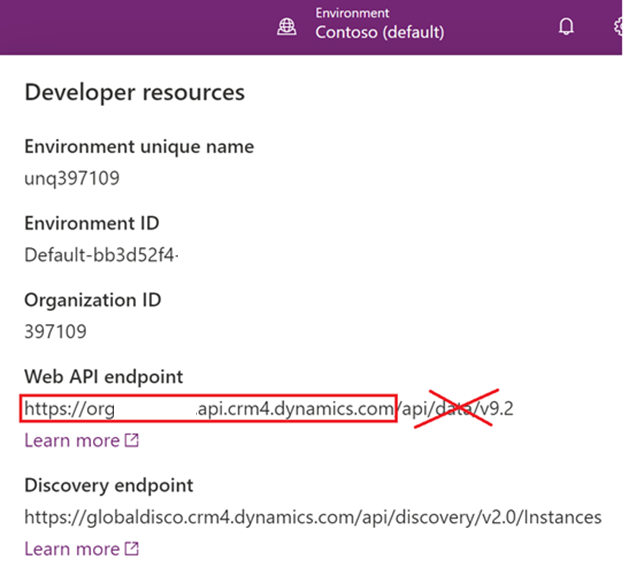 Environment
Contoso (default)
Developer resources
Environment unique name
unq397109
Environment ID
Default-bb3d52f4-
Organization ID
397109
Web API endpoint
https://org .api.crm4.dynamics.com/api/data/v9.2
Learn more
Discovery endpoint
https://globaldisco.crm4.dynamics.com/api/discovery/v2.0/Instances
Learn more